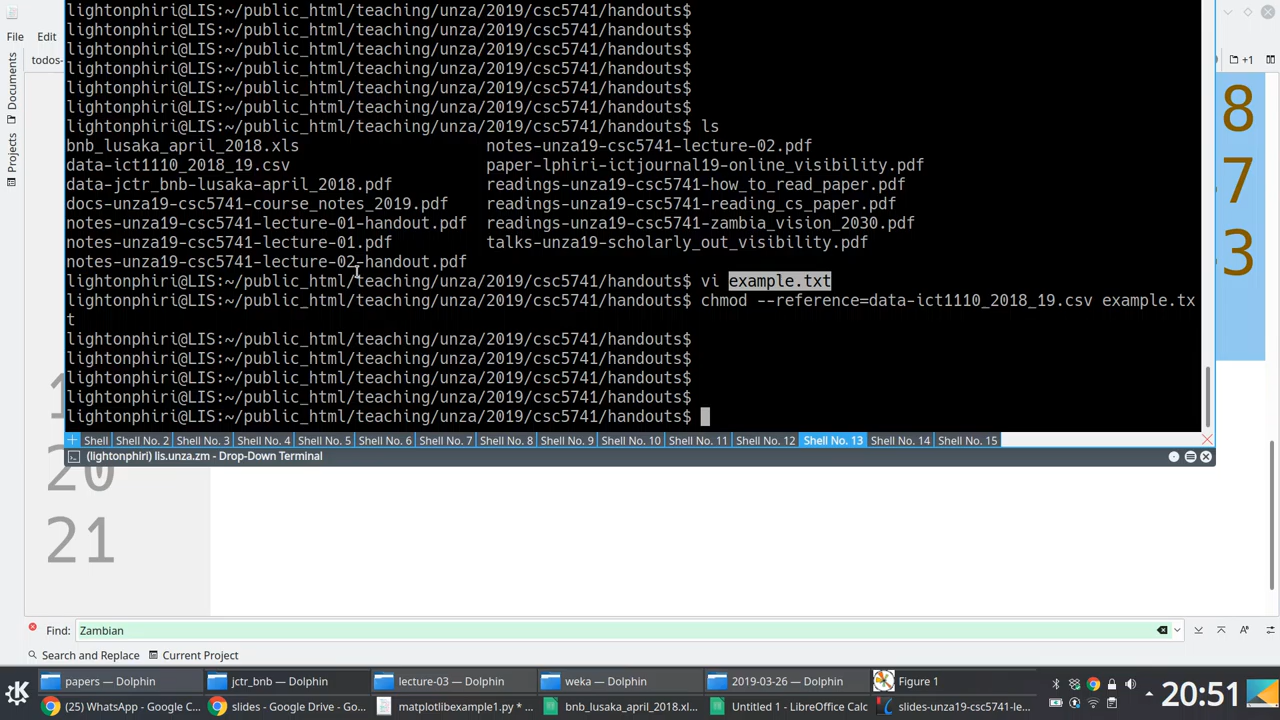 File Edit
todos-
+1
Documents
Projects
lightonphiri@LIS:~/public_html/teaching/unza/2019/csc5741/handouts$
lightonphiri@LIS:~/public_html/teaching/unza/2019/csc5741/handouts$
lightonphiri@LIS:~/public_html/teaching/unza/2019/csc5741/handouts$
lightonphiri@LIS:~/public_html/teaching/unza/2019/csc5741/handouts$
lightonphiri@LIS:~/public_html/teaching/unza/2019/csc5741/handouts$
lightonphiri@LIS:~/public_html/teaching/unza/2019/csc5741/handouts$
lightonphiri@LIS:~/public_html/teaching/unza/2019/csc5741/handouts$ ls
bnb_lusaka_april_2018.xls notes-unza19-csc5741-lecture-02.pdf
data-ict1110_2018_19.csv paper-lphiri-ictjournal19-online_visibility.pdf
data-jctr_bnb-lusaka-april_2018.pdf readings-unza19-csc5741-how_to_read_paper.pdf
docs-unza19-csc5741-course_notes_2019.pdf readings-unza19-csc5741-reading_cs_paper.pdf
notes-unza19-csc5741-lecture-01-handout.pdf readings-unza19-csc5741-zambia_vision_2030.pdf
notes-unza19-csc5741-lecture-01.pdf talks-unza19-scholarly_out_visibility.pdf
notes-unza19-csc5741-lecture-02-handout.pdf
lightonphiri@LIS:~/public_html/teaching/unza/2019/csc5741/handouts$ vi example.txt
lightonphiri@LIS:~/public_html/teaching/unza/2019/csc5741/handouts$ chmod --reference=data-ict1110_2018_19.csv example.tx
t
lightonphiri@LIS:~/public_html/teaching/unza/2019/csc5741/handouts$
lightonphiri@LIS:~/public_html/teaching/unza/2019/csc5741/handouts$
lightonphiri@LIS:~/public_html/teaching/unza/2019/csc5741/handouts$
lightonphiri@LIS:~/public_html/teaching/unza/2019/csc5741/handouts$
lightonphiri@LIS:~/public_html/teaching/unza/2019/csc5741/handouts$
8
7
3
Shell Shell No. 2 Shell No. 3 Shell No. 4 Shell No. 5 Shell No. 6 Shell No. 7 Shell No. 8 Shell No. 9 Shell No. 10 Shell No. 11 Shell No. 12 Shell No. 13 Shell No. 14 Shell No. 15
(lightonphiri) lis.unza.zm - Drop-Down Terminal
20
21
Find: Zambian
Search and Replace Current Project
papers — Dolphin jctr_bnb — Dolphin lecture-03 — Dolphin weka — Dolphin 2019-03-26 — Dolphin Figure 1
(25) WhatsApp - Google C... slides - Google Drive - Go... matplotlibexample1.py * ... bnb_lusaka_april_2018.xls... Untitled 1 - LibreOffice Calc slides-unza19-csc5741-le...
20:51